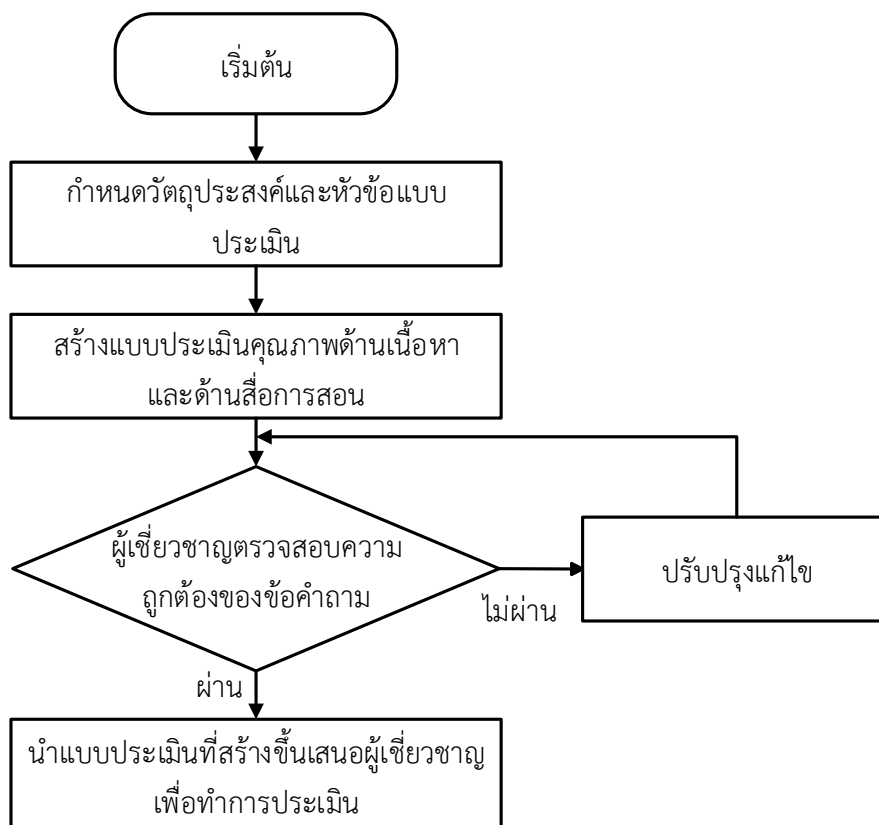 เริ่มต้น
กำหนดวัตถุประสงค์และหัวข้อแบบ
ประเมิน
สร้างแบบประเมินคุณภาพด้านเนื้อหา
และด้านสื่อการสอน
ผู้เชี่ยวชาญตรวจสอบความ
ถูกต้องของข้อคำถาม
ไม่ผ่าน
ปรับปรุงแก้ไข
ผ่าน
นำแบบประเมินที่สร้างขึ้นเสนอผู้เชี่ยวชาญ
เพื่อทำการประเมิน